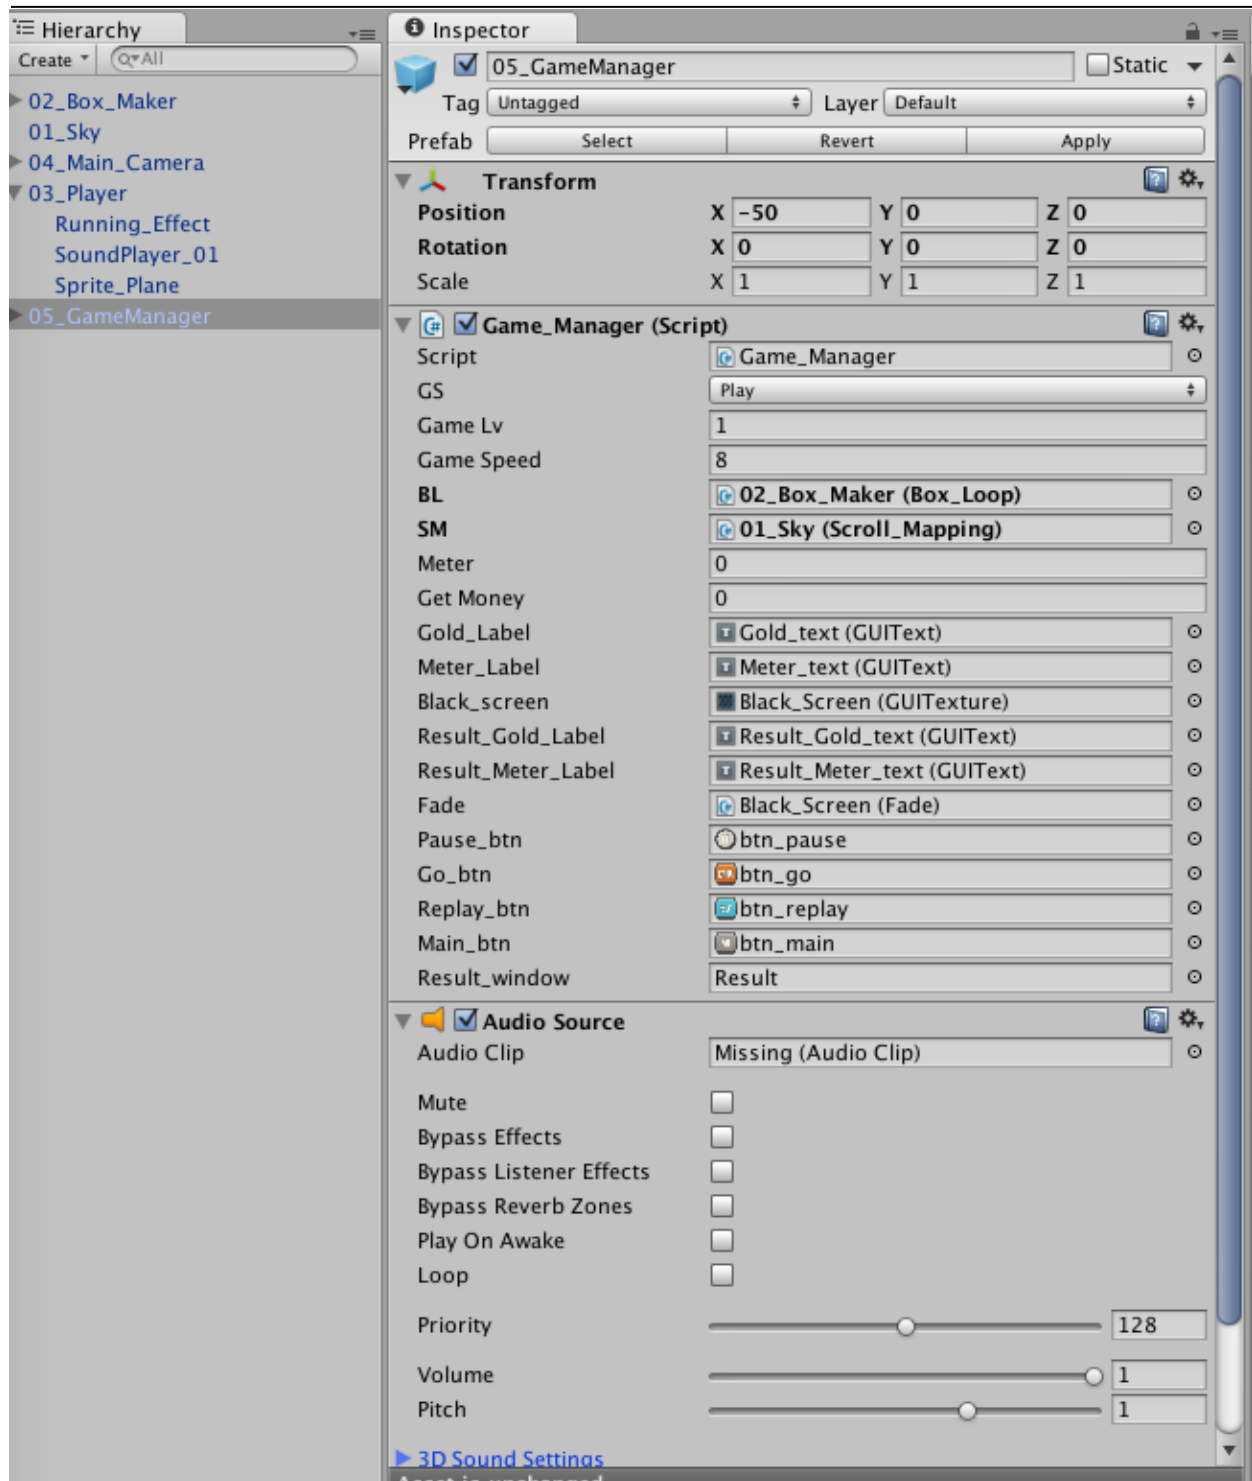 Hierarchy
Create
All
02_Box_Maker
01_Sky
04_Main_Camera
03_Player
Running_Effect
SoundPlayer_01
Sprite_Plane
05_GameManager
Inspector
05_GameManager Static
Tag Untagged Layer Default
Prefab Select Revert Apply
Transform
Position X -50 Y 0 Z 0
Rotation X 0 Y 0 Z 0
Scale X 1 Y 1 Z 1
Game_Manager (Script)
Script Game_Manager
GS Play
Game Lv 1
Game Speed 8
BL 02_Box_Maker (Box_Loop)
SM 01_Sky (Scroll_Mapping)
Meter 0
Get Money 0
Gold_Label Gold_text (GUIText)
Meter_Label Meter_text (GUIText)
Black_screen Black_Screen (GUITexture)
Result_Gold_Label Result_Gold_text (GUIText)
Result_Meter_Label Result_Meter_text (GUIText)
Fade Black_Screen (Fade)
Pause_btn btn_pause
Go_btn btn_go
Replay_btn btn_replay
Main_btn btn_main
Result_window Result
Audio Source
Audio Clip Missing (Audio Clip)
Mute
Bypass Effects
Bypass Listener Effects
Bypass Reverb Zones
Play On Awake
Loop
Priority 128
Volume 1
Pitch 1
3D Sound Settings
Asset is unchanged